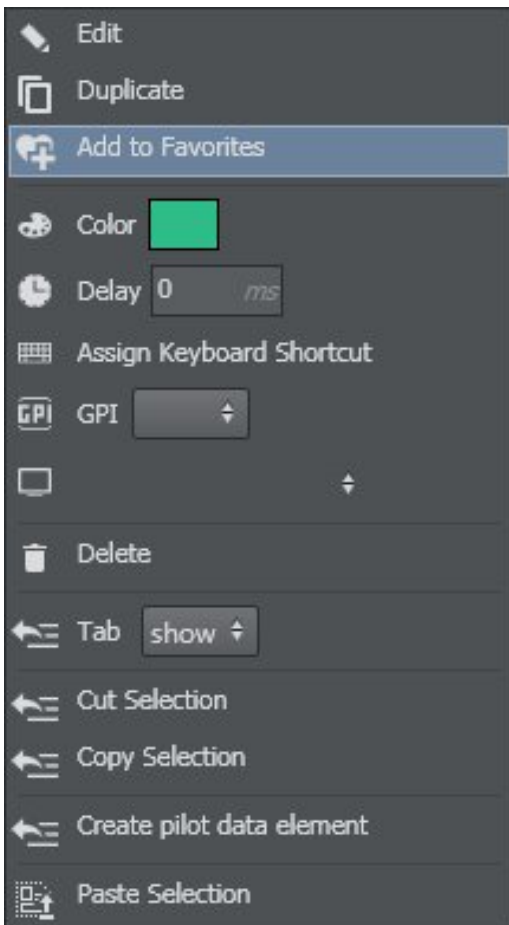 Edit
Duplicate
Add to Favorites
Color
Delay 0 ms
Assign Keyboard Shortcut
GPI GPI
Delete
Tab show
Cut Selection
Copy Selection
Create pilot data element
Paste Selection